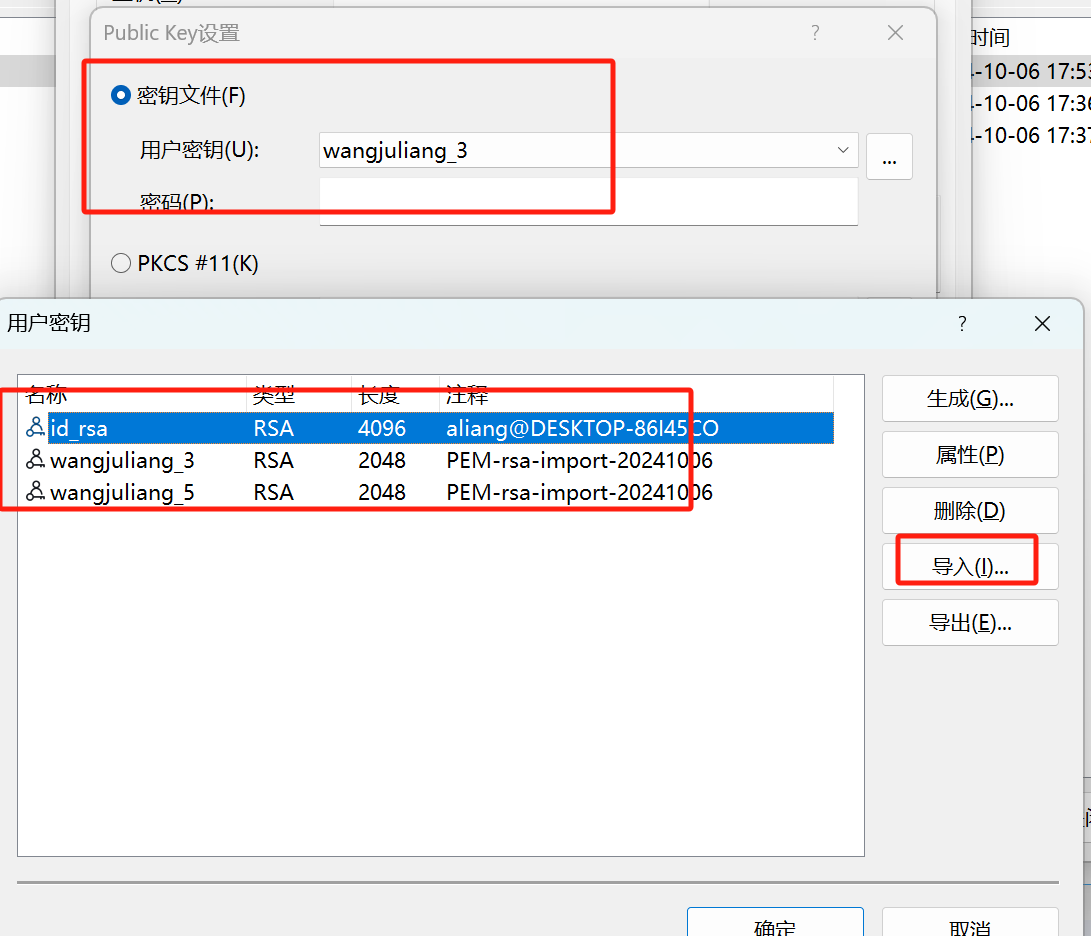 Public Key设置
时间
密钥文件(F)
-10-06 17:53
-10-06 17:36
-10-06 17:37
用户密钥(U):
wangjuliang_3
...
密码(P):
PKCS #11(K)
用户密钥
名称 类型 长度 注释
id_rsa RSA 4096 aliang@DESKTOP-86I45CO
wangjuliang_3 RSA 2048 PEM-rsa-import-20241006
wangjuliang_5 RSA 2048 PEM-rsa-import-20241006
生成(G)...
属性(P)
删除(D)
导入(I)...
导出(E)...
确定
取消